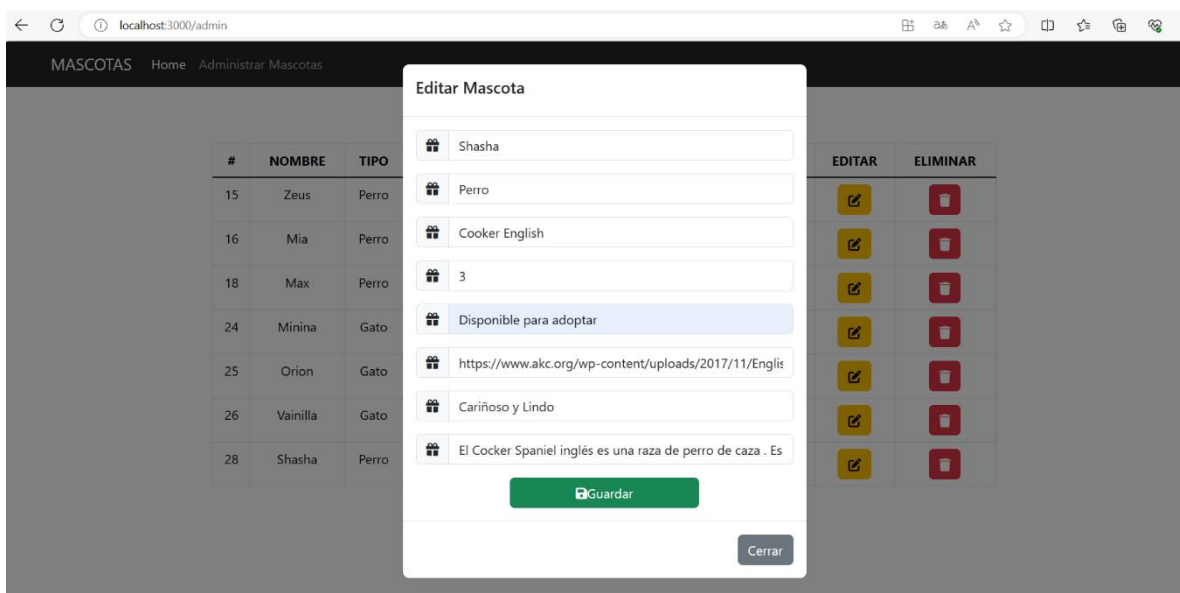 localhost:3000/admin
MASCOTAS Home Administrar Mascotas
Editar Mascota
Shasha
Perro
Cooker English
3
Disponible para adoptar
https://www.akc.org/wp-content/uploads/2017/11/Englis
Cariñoso y Lindo
El Cocker Spaniel inglés es una raza de perro de caza . Es
Guardar
Cerrar
# NOMBRE TIPO EDITAR ELIMINAR
15 Zeus Perro
16 Mia Perro
18 Max Perro
24 Minina Gato
25 Orion Gato
26 Vainilla Gato
28 Shasha Perro